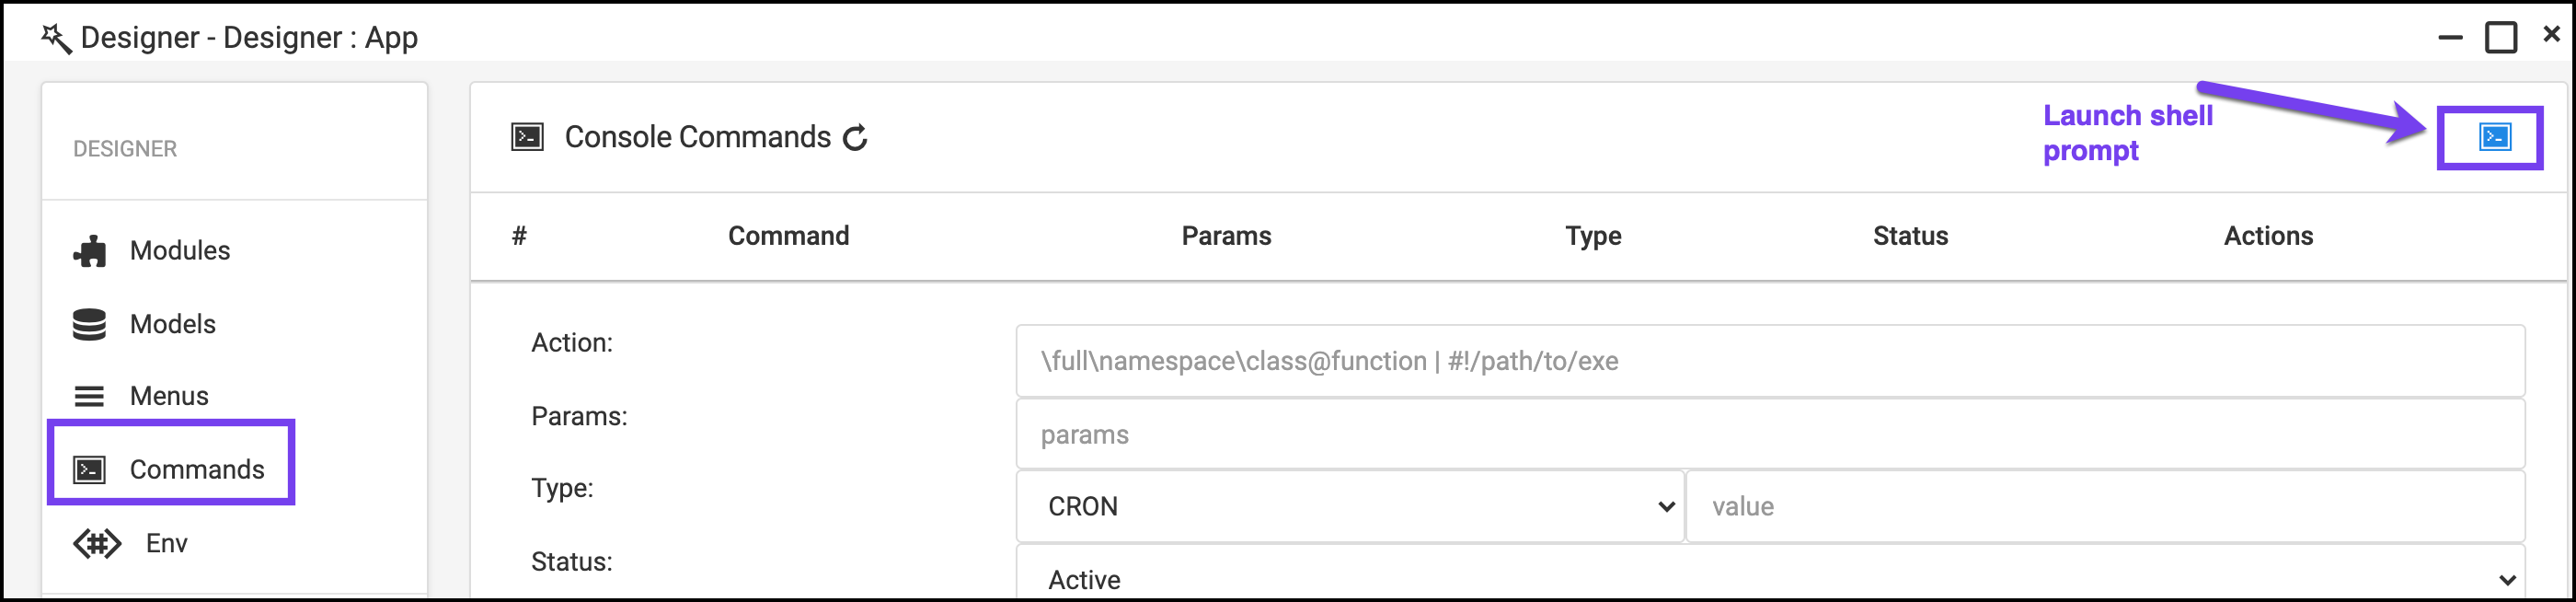 Designer - Designer : App
DESIGNER
Modules
Models
Menus
Commands
Env
Console Commands
Launch shell
prompt
# Command Params Type Status Actions
Action: \full\namespace\class@function | #!/path/to/exe
Params: params
Type: CRON value
Status: Active